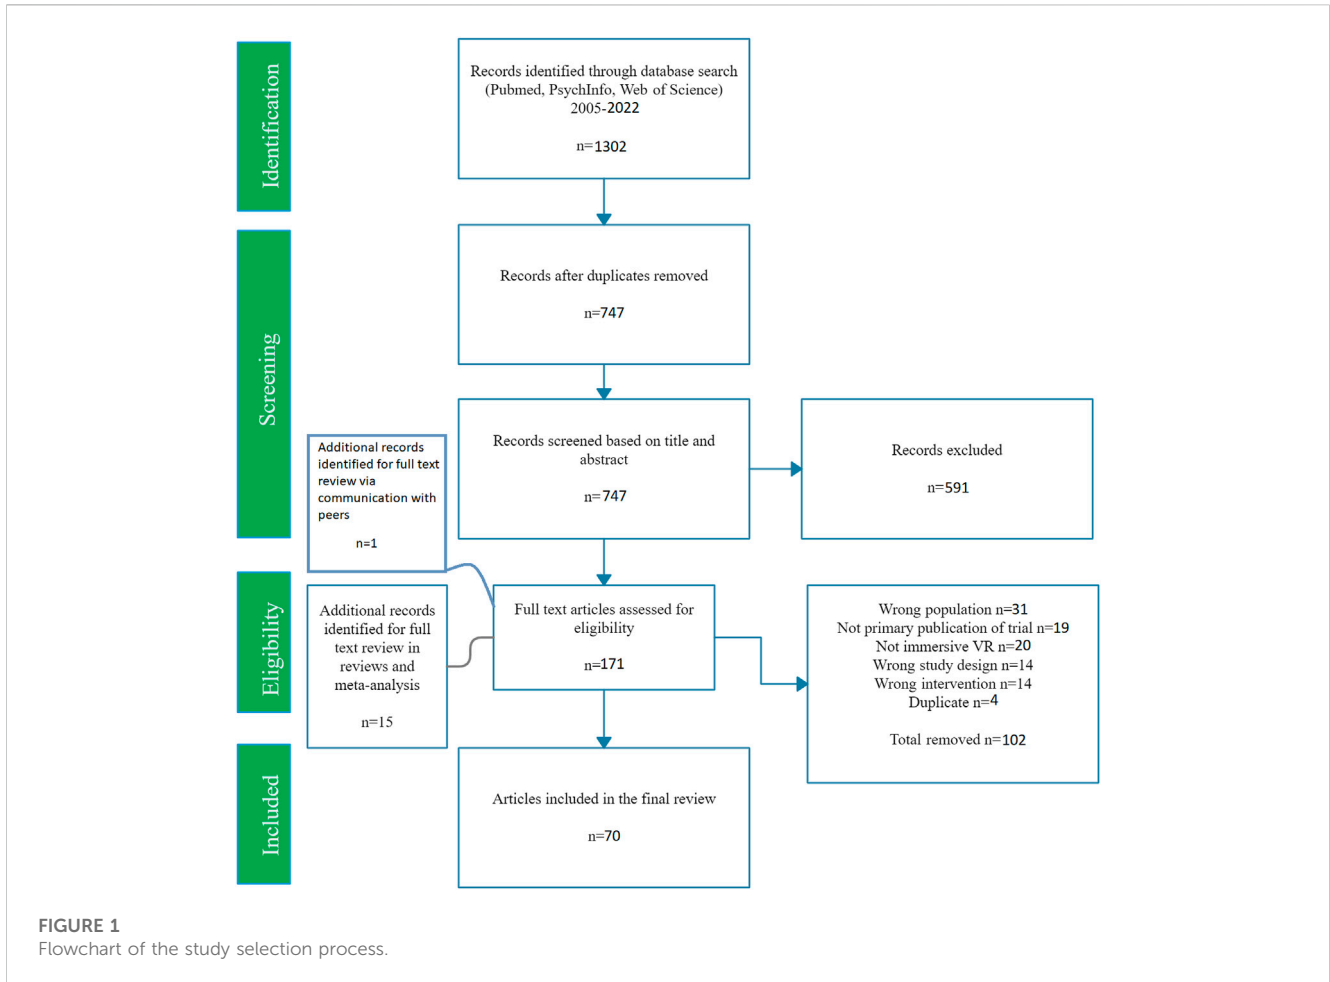 Identification
Records identified through database search
(Pubmed, PsychInfo, Web of Science)
2005-2022
n=1302
Screening
Records after duplicates removed
n=747
Records screened based on title and
abstract
n=747
Records excluded
n=591
Additional records
identified for full text
review via
communication with
peers
n=1
Eligibility
Additional records
identified for full
text review in
reviews and
meta-analysis
n=15
Full text articles assessed for
eligibility
n=171
Wrong population n=31
Not primary publication of trial n=19
Not immersive VR n=20
Wrong study design n=14
Wrong intervention n=14
Duplicate n=4
Total removed n=102
Included
Articles included in the final review
n=70
FIGURE 1
Flowchart of the study selection process.